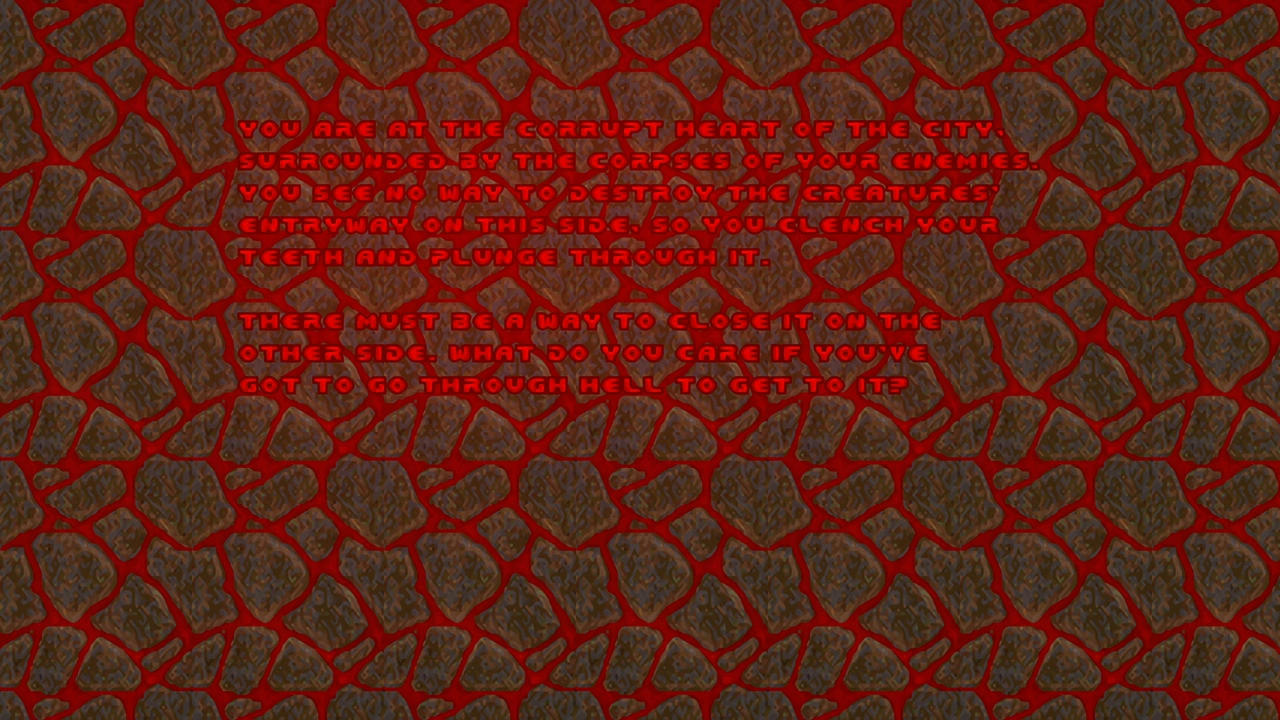 YOU ARE AT THE CORRUPT HEART OF THE CITY,
SURROUNDED BY THE CORPSES OF YOUR ENEMIES.
YOU SEE NO WAY TO DESTROY THE CREATURES'
ENTRYWAY ON THIS SIDE, SO YOU CLENCH YOUR
TEETH AND PLUNGE THROUGH IT.
THERE MUST BE A WAY TO CLOSE IT ON THE
OTHER SIDE. WHAT DO YOU CARE IF YOU'VE
GOT TO GO THROUGH HELL TO GET TO IT?